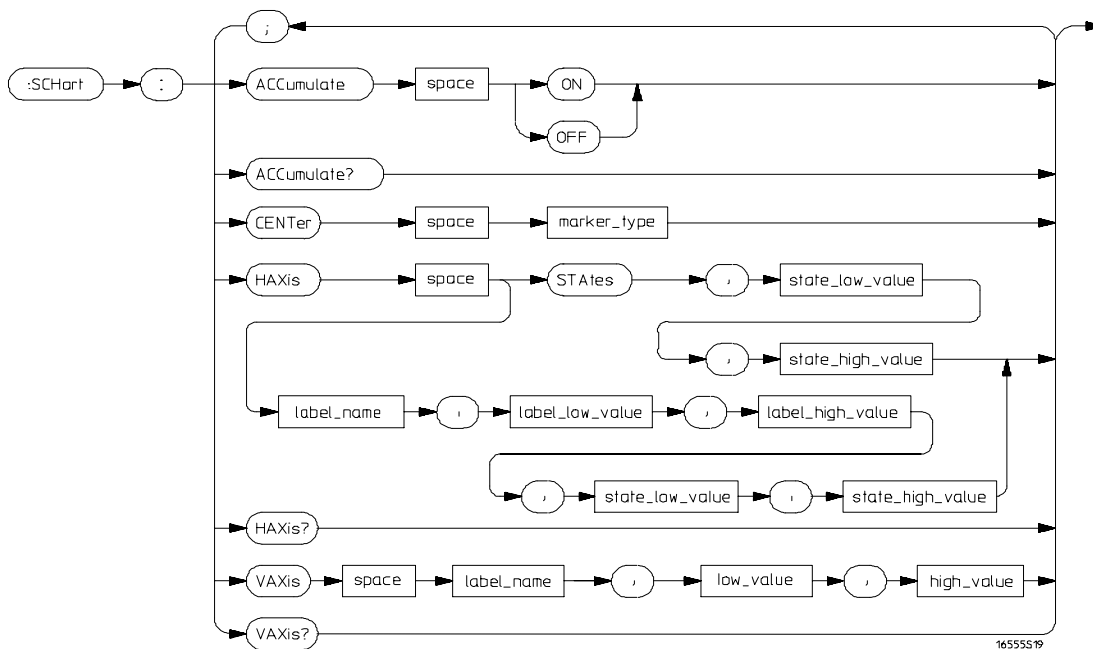 ;
:SCHart : ACCumulate space ON
OFF
ACCumulate?
CENTer space marker_type
HAXis space STAtes , state_low_value
, state_high_value
label_name , label_low_value , label_high_value
, state_low_value , state_high_value
HAXis?
VAXis space label_name , low_value , high_value
VAXis?
16555S19